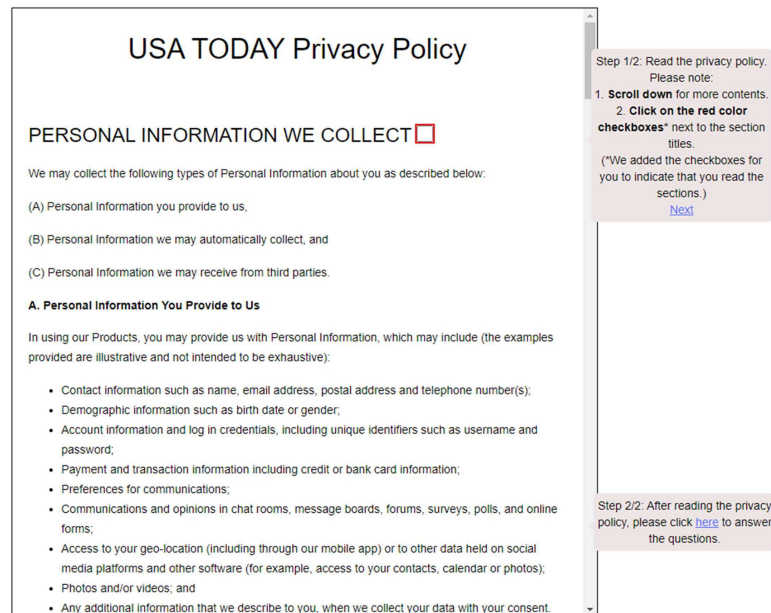 USA TODAY Privacy Policy
PERSONAL INFORMATION WE COLLECT
We may collect the following types of Personal Information about you as described below:
(A) Personal Information you provide to us,
(B) Personal Information we may automatically collect, and
(C) Personal Information we may receive from third parties.
A. Personal Information You Provide to Us
In using our Products, you may provide us with Personal Information, which may include (the examples
provided are illustrative and not intended to be exhaustive):
• Contact information such as name, email address, postal address and telephone number(s);
• Demographic information such as birth date or gender;
• Account information and log in credentials, including unique identifiers such as username and
password;
• Payment and transaction information including credit or bank card information;
• Preferences for communications;
• Communications and opinions in chat rooms, message boards, forums, surveys, polls, and online
forms;
• Access to your geo-location (including through our mobile app) or to other data held on social
media platforms and other software (for example, access to your contacts, calendar or photos);
• Photos and/or videos; and
• Any additional information that we describe to you, when we collect your data with your consent.
Step 1/2: Read the privacy policy.
Please note:
1. Scroll down for more contents.
2. Click on the red color
checkboxes* next to the section
titles.
(*We added the checkboxes for
you to indicate that you read the
sections.)
Next
Step 2/2: After reading the privacy
policy, please click here to answer
the questions.